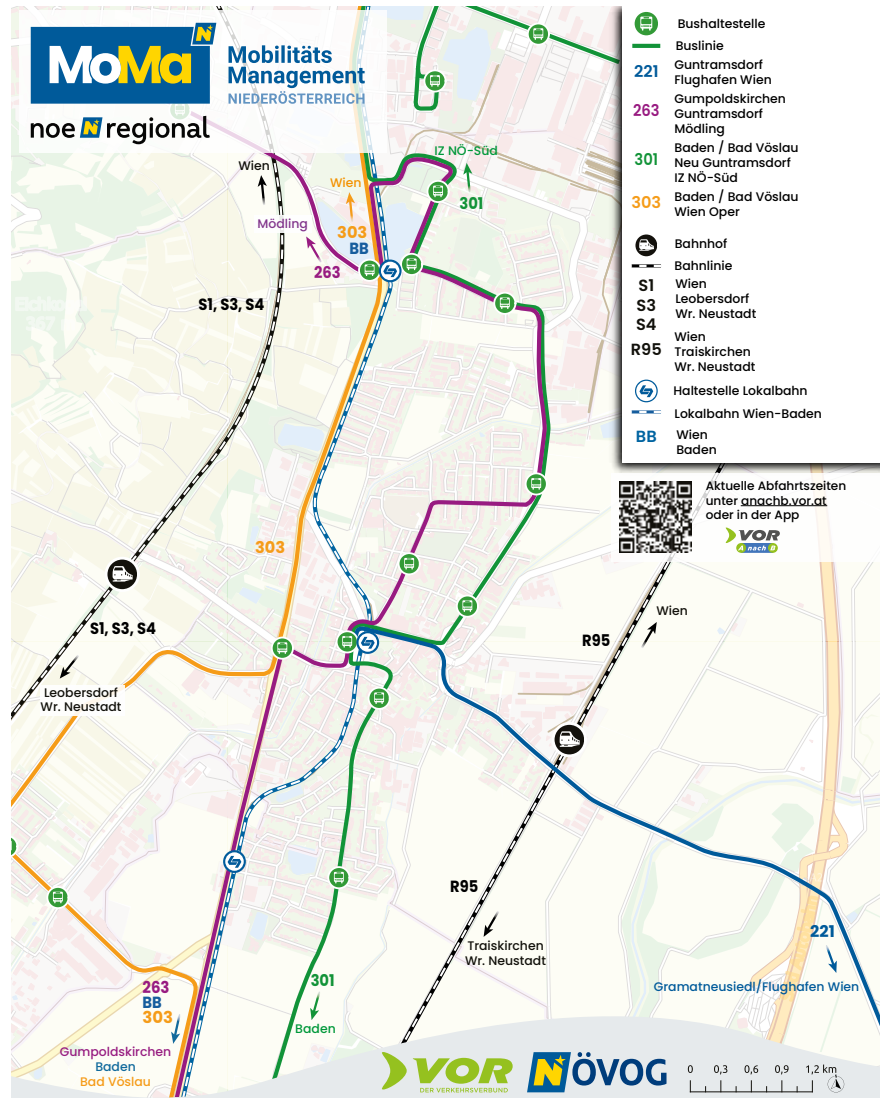 MoMa N
Mobilitäts
Management
NIEDERÖSTERREICH
noe N regional
Bushaltestelle
Buslinie
221
Guntramsdorf
Flughafen Wien
263
Gumpoldskirchen
Guntramsdorf
Mödling
301
Baden / Bad Vöslau
Neu Guntramsdorf
IZ NÖ-Süd
303
Baden / Bad Vöslau
Wien Oper
Bahnhof
Bahnlinie
S1
S3
S4
Wien
Leobersdorf
Wr. Neustadt
R95
Wien
Traiskirchen
Wr. Neustadt
Haltestelle Lokalbahn
Lokalbahn Wien-Baden
BB
Wien
Baden
Aktuelle Abfahrtszeiten
unter anachb.vor.at
oder in der App
VOR
A nach B
IZ NÖ-Süd
301
Wien
Wien
303
BB
Mödling
263
S1, S3, S4
303
S1, S3, S4
Leobersdorf
Wr. Neustadt
Wien
R95
R95
Traiskirchen
Wr. Neustadt
221
Gramatneusiedl/Flughafen Wien
301
Baden
263
BB
303
Gumpoldskirchen
Baden
Bad Vöslau
VOR
DER VERKEHRSVERBUND
N ÖVOG
0 0,3 0,6 0,9 1,2 km